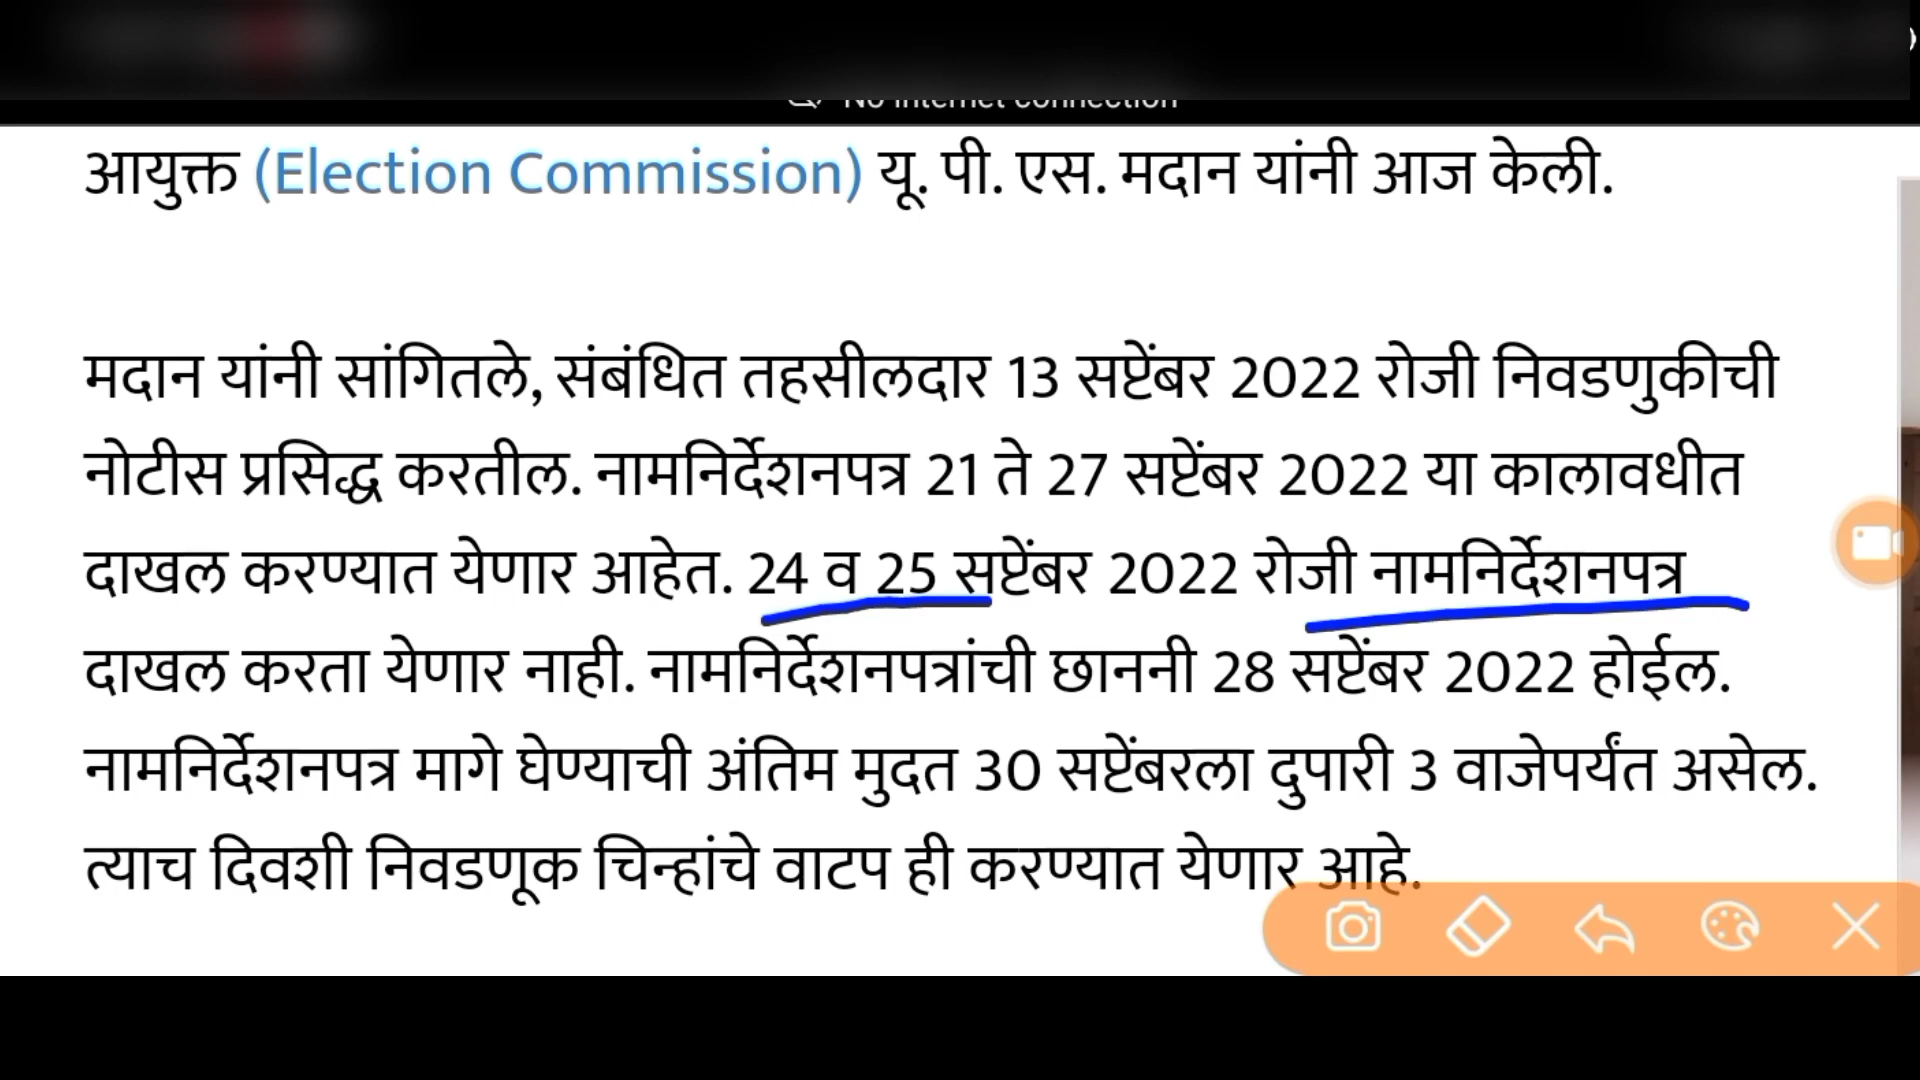 No internet connection
आयुक्त (Election Commission) यू. पी. एस. मदान यांनी आज केली.
मदान यांनी सांगितले, संबंधित तहसीलदार 13 सप्टेंबर 2022 रोजी निवडणुकीची
नोटीस प्रसिद्ध करतील. नामनिर्देशनपत्र 21 ते 27 सप्टेंबर 2022 या कालावधीत
दाखल करण्यात येणार आहेत. 24 व 25 सप्टेंबर 2022 रोजी नामनिर्देशनपत्र
दाखल करता येणार नाही. नामनिर्देशनपत्रांची छाननी 28 सप्टेंबर 2022 होईल.
नामनिर्देशनपत्र मागे घेण्याची अंतिम मुदत 30 सप्टेंबरला दुपारी 3 वाजेपर्यंत असेल.
त्याच दिवशी निवडणूक चिन्हांचे वाटप ही करण्यात येणार आहे.